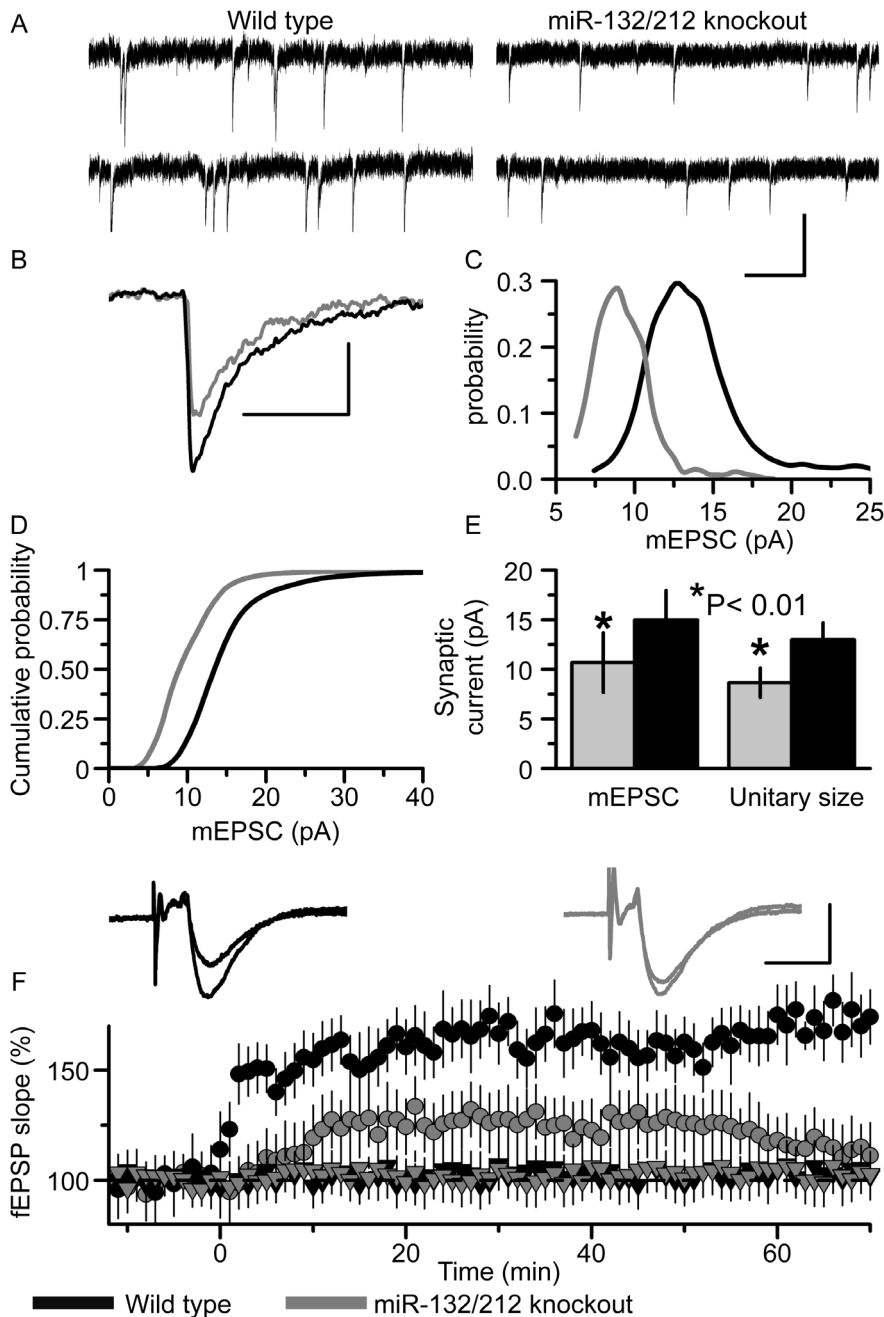 A
Wild type
miR-132/212 knockout
B
C
probability
0.3
0.2
0.1
0.0
5 10 15 20 25
mEPSC (pA)
D
Cumulative probability
1
0.75
0.50
0.25
0
0 10 20 30 40
mEPSC (pA)
E
Synaptic
current (pA)
20
15
10
5
0
* *P< 0.01
*
mEPSC Unitary size
F
fEPSP slope (%)
150
100
0 20 40 60
Time (min)
Wild type miR-132/212 knockout